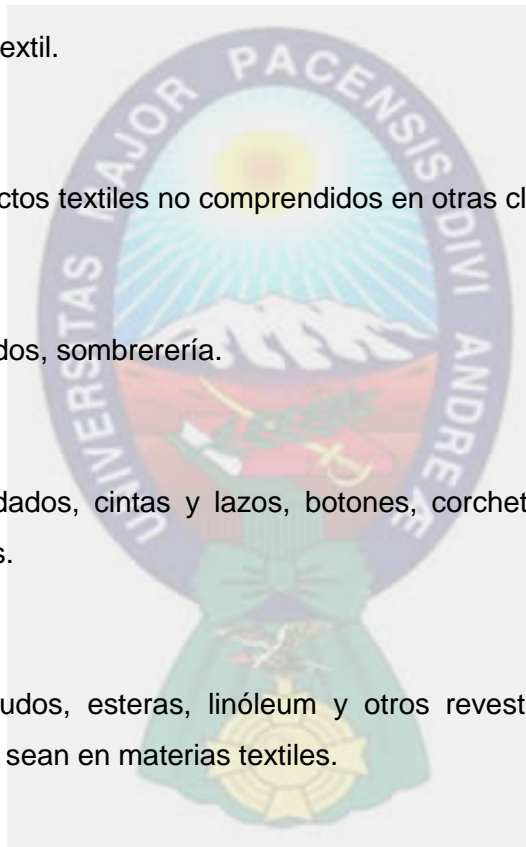 extil.
ctos textiles no comprendidos en otras cl
dos, sombrerería.
dados, cintas y lazos, botones, corchet
s.
udos, esteras, linóleum y otros revest
sean en materias textiles.
UNIVERSITAS MAJOR PACENSIS DIVI ANDREÆ